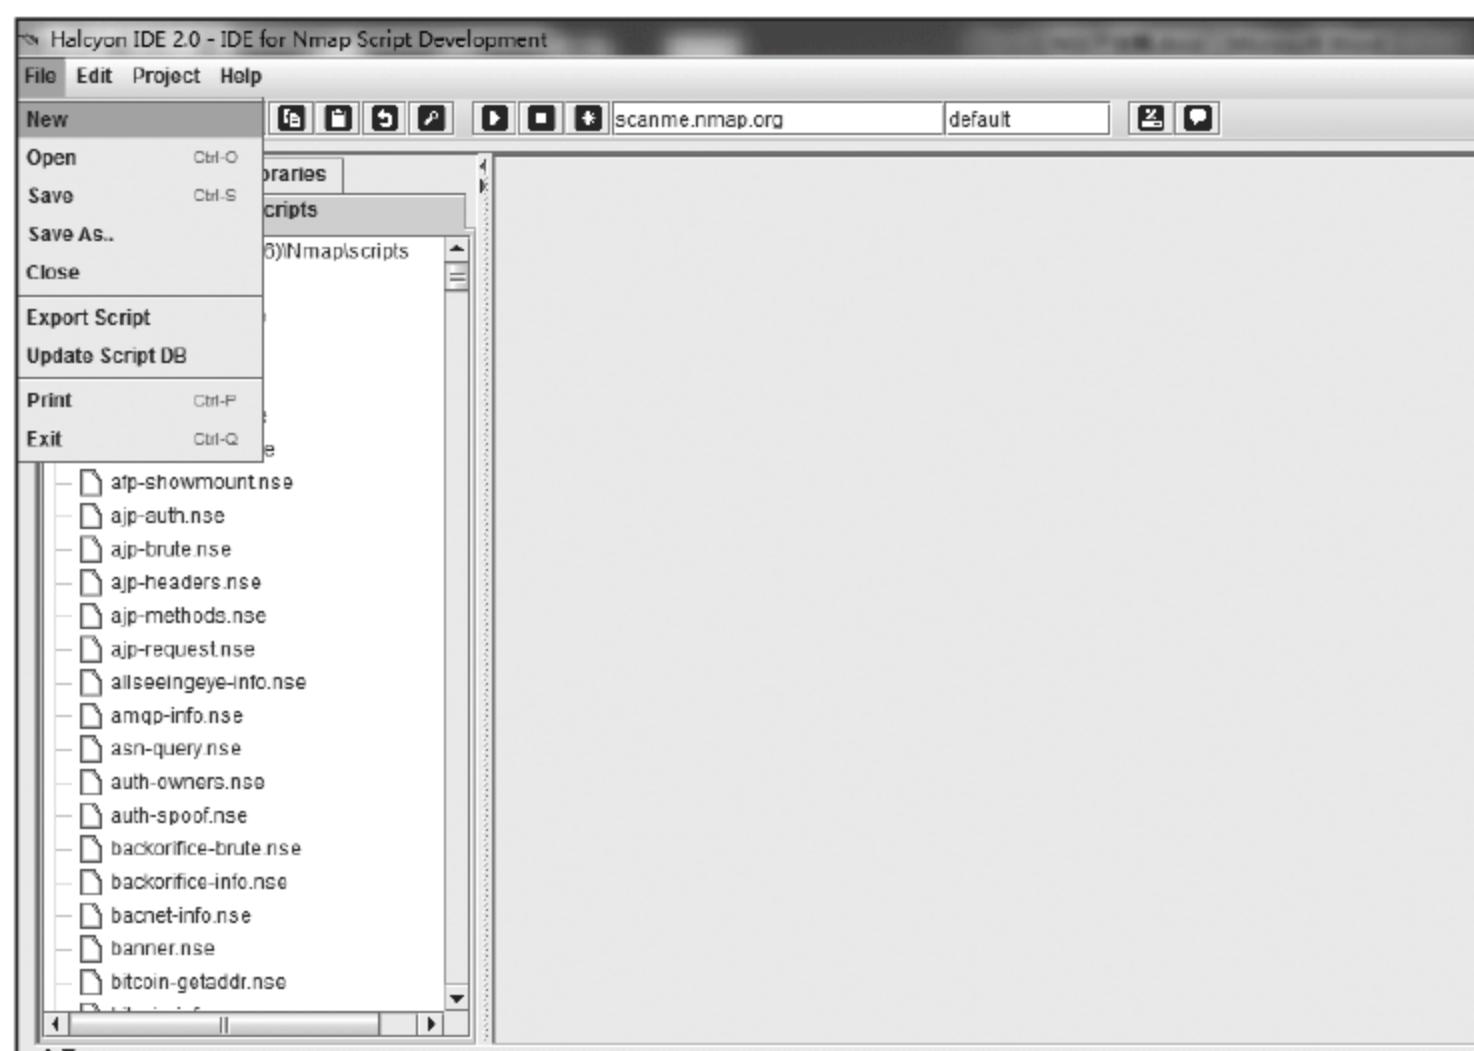 Halcyon IDE 2.0 - IDE for Nmap Script Development
File Edit Project Help
New
scanme.nmap.org default
Open Ctrl-O
Save Ctrl-S
Save As..
Close
Export Script
Update Script DB
Print Ctrl-P
Exit Ctrl-Q
braries
cripts
6)\Nmap\scripts
e
afp-showmount.nse
ajp-auth.nse
ajp-brute.nse
ajp-headers.nse
ajp-methods.nse
ajp-request.nse
allseeingeye-info.nse
amqp-info.nse
asn-query.nse
auth-owners.nse
auth-spoof.nse
backorifice-brute.nse
backorifice-info.nse
bacnet-info.nse
banner.nse
bitcoin-getaddr.nse